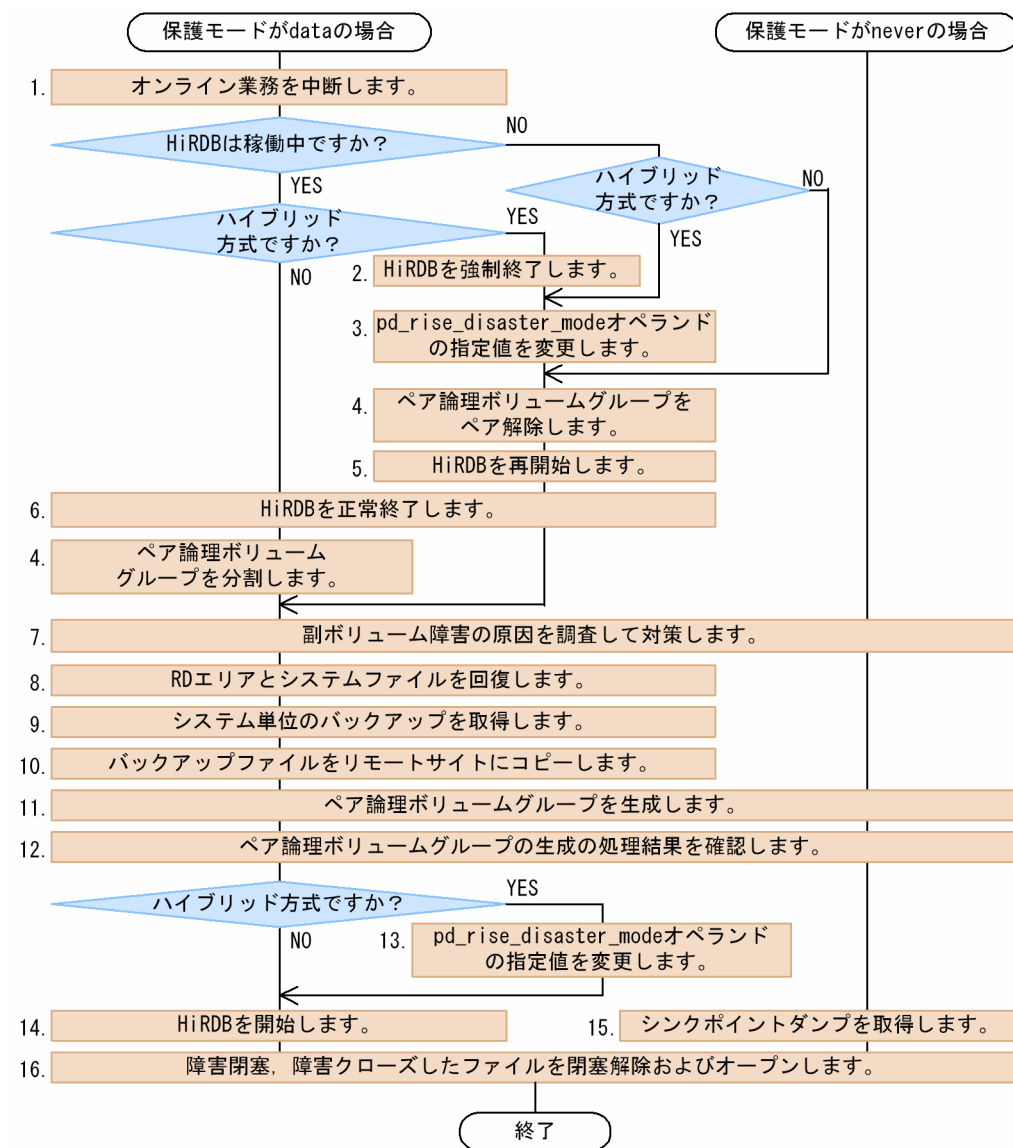 保護モードがdataの場合
保護モードがneverの場合
1. オンライン業務を中断します。
HiRDBは稼働中ですか？
NO
YES
ハイブリッド
方式ですか？
NO
YES
ハイブリッド
方式ですか？
YES
NO
2. HiRDBを強制終了します。
3. pd_rise_disaster_modeオペランド
の指定値を変更します。
4. ペア論理ボリュームグループを
ペア解除します。
5. HiRDBを再開始します。
6. HiRDBを正常終了します。
4. ペア論理ボリューム
グループを分割します。
7. 副ボリューム障害の原因を調査して対策します。
8. RDエリアとシステムファイルを回復します。
9. システム単位のバックアップを取得します。
10. バックアップファイルをリモートサイトにコピーします。
11. ペア論理ボリュームグループを生成します。
12. ペア論理ボリュームグループの生成の処理結果を確認します。
ハイブリッド方式ですか？
YES
NO
13. pd_rise_disaster_modeオペランド
の指定値を変更します。
14. HiRDBを開始します。
15. シンクポイントダンプを取得します。
16. 障害閉塞，障害クローズしたファイルを閉塞解除およびオープンします。
終了